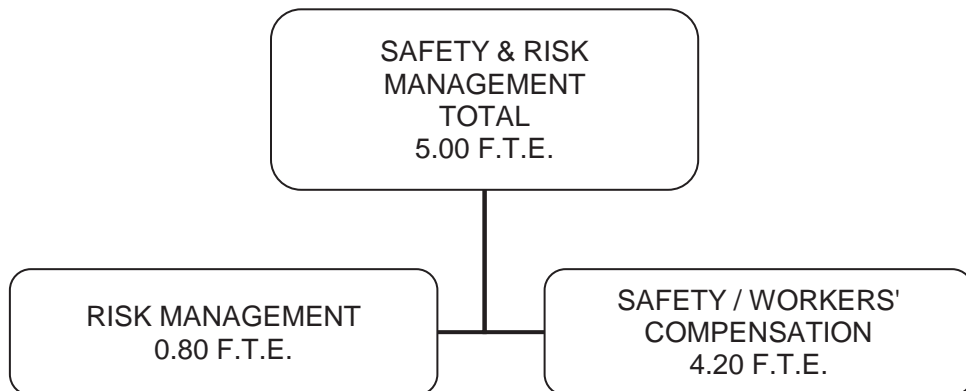 SAFETY & RISK
MANAGEMENT
TOTAL
5.00 F.T.E.
RISK MANAGEMENT
0.80 F.T.E.
SAFETY / WORKERS'
COMPENSATION
4.20 F.T.E.